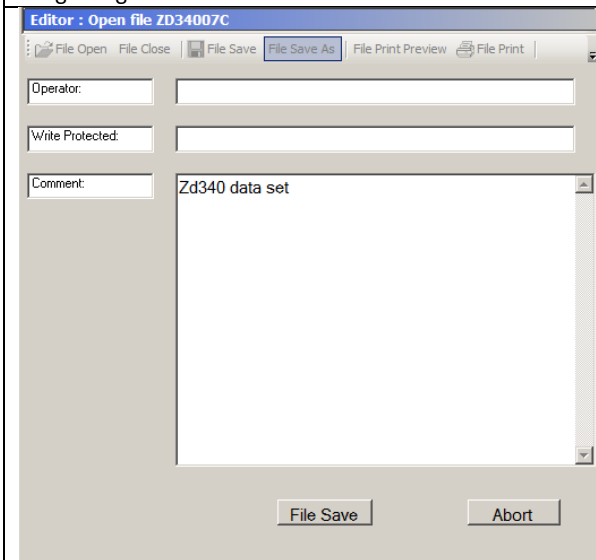 Editor : Open file ZD34007C
File Open File Close File Save File Save As File Print Preview File Print
Operator:
Write Protected:
Comment:
Zd340 data set
File Save Abort